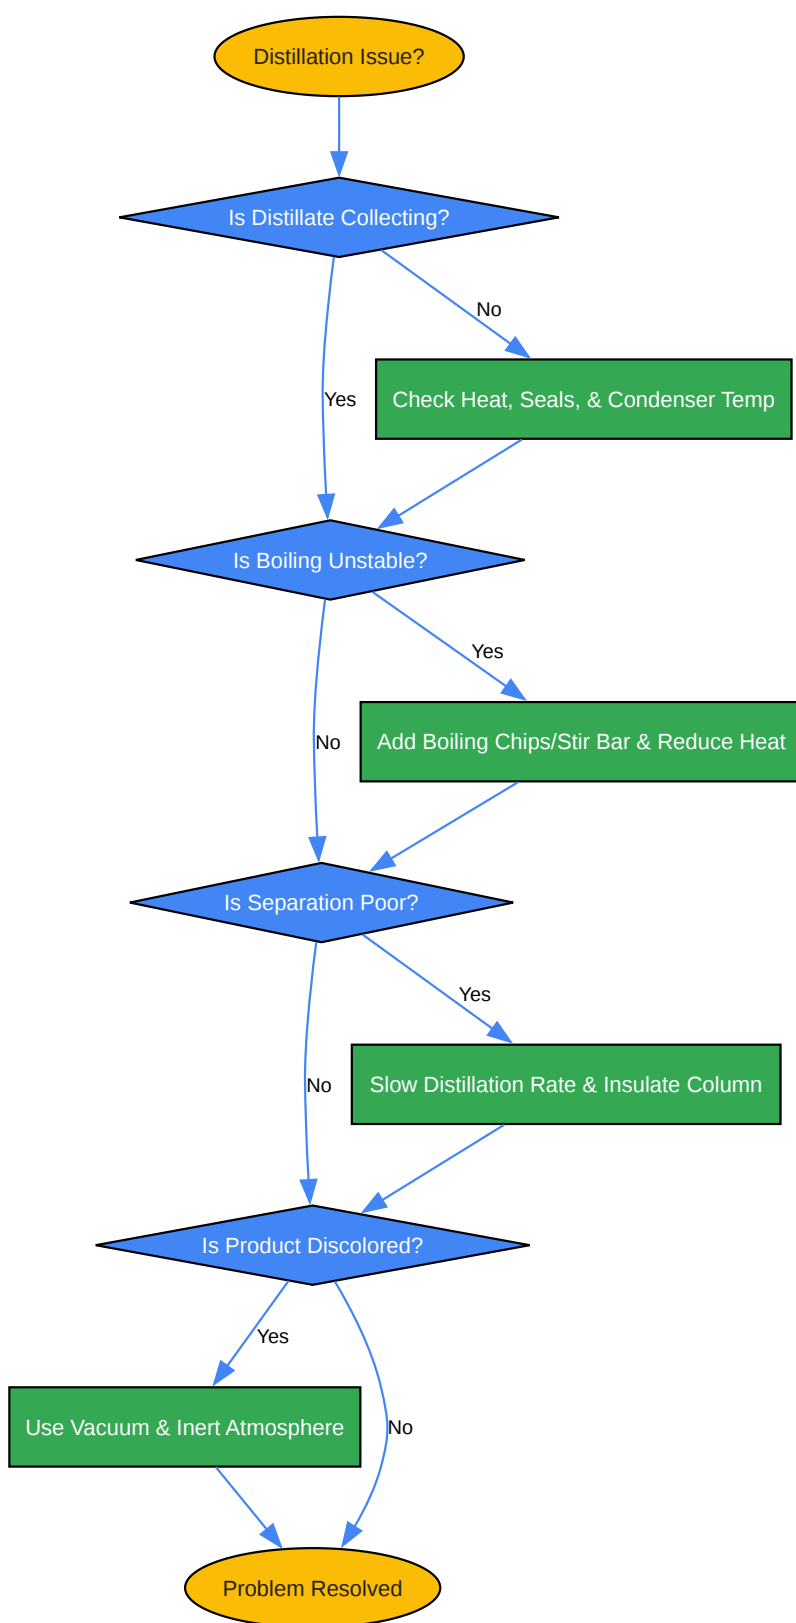 Distillation Issue?
Is Distillate Collecting?
No
Yes
Check Heat, Seals, & Condenser Temp
Is Boiling Unstable?
Yes
No
Add Boiling Chips/Stir Bar & Reduce Heat
Is Separation Poor?
Yes
No
Slow Distillation Rate & Insulate Column
Is Product Discolored?
Yes
Use Vacuum & Inert Atmosphere
No
Problem Resolved